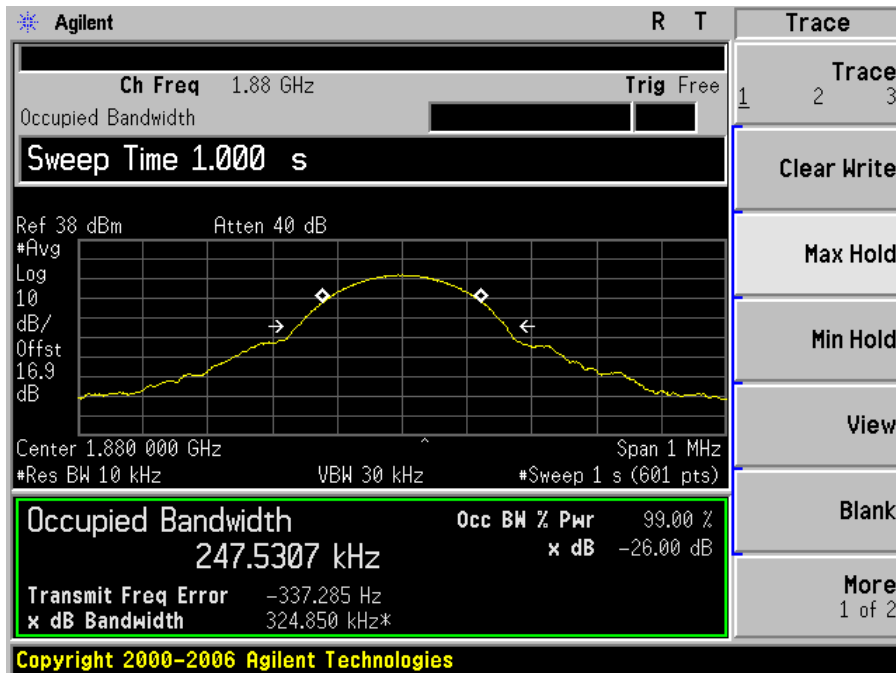 Agilent R T Trace
Ch Freq 1.88 GHz Trig Free
Occupied Bandwidth
Sweep Time 1.000 s
Ref 38 dBm Atten 40 dB
#Avg
Log
10
dB/
Offst
16.9
dB
Center 1.880 000 GHz ^ Span 1 MHz
#Res BW 10 kHz VBW 30 kHz #Sweep 1 s (601 pts)
Occupied Bandwidth
247.5307 kHz
Occ BW % Pwr 99.00 %
x dB -26.00 dB
Transmit Freq Error -337.285 Hz
x dB Bandwidth 324.850 kHz*
Trace
1 2 3
Clear Write
Max Hold
Min Hold
View
Blank
More
1 of 2
Copyright 2000-2006 Agilent Technologies